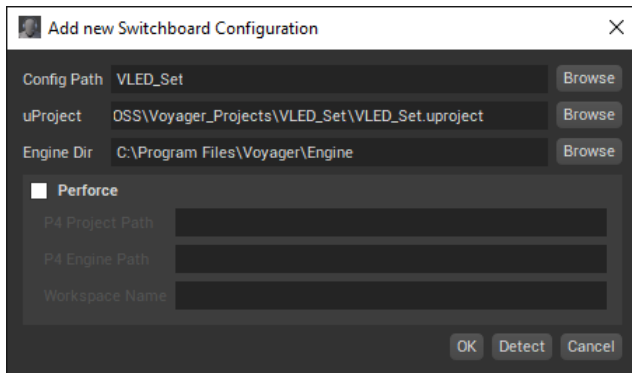 Add new Switchboard Configuration
Config Path VLED_Set Browse
uProject OSS\Voyager_Projects\VLED_Set\VLED_Set.uproject Browse
Engine Dir C:\Program Files\Voyager\Engine Browse
Perforce
P4 Project Path
P4 Engine Path
Workspace Name
OK Detect Cancel